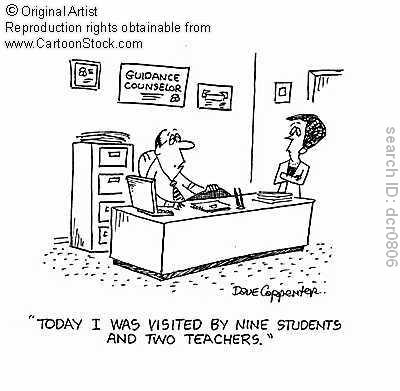 © Original Artist
Reproduction rights obtainable from
www.CartoonStock.com
GUIDANCE
COUNSELOR
search ID: dcr0806
Dave Carpenter.
"TODAY I WAS VISITED BY NINE STUDENTS
AND TWO TEACHERS."